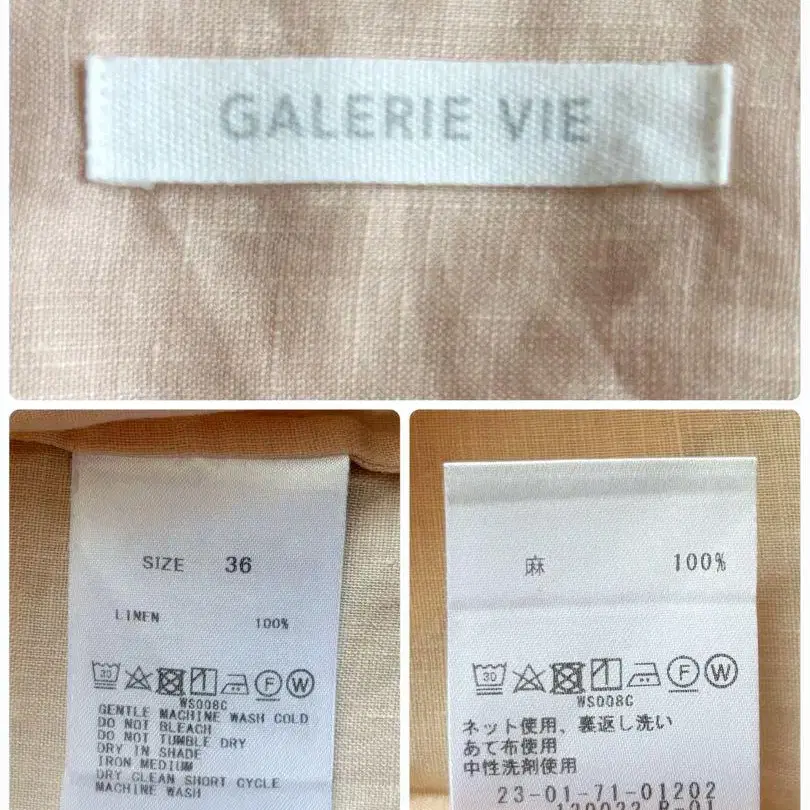 GALERIE VIE
SIZE 36
LINEN 100%
30 F W
WS008C
GENTLE MACHINE WASH COLD
DO NOT BLEACH
DO NOT TUMBLE DRY
DRY IN SHADE
IRON MEDIUM
DRY CLEAN SHORT CYCLE
MACHINE WASH
麻 100%
30 F W
WS008C
ネット使用、裏返し洗い
あて布使用
中性洗剤使用
23-01-71-01202